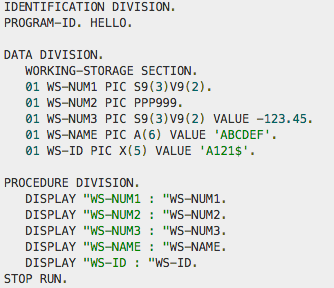 IDENTIFICATION DIVISION.
PROGRAM-ID. HELLO.

DATA DIVISION.
   WORKING-STORAGE SECTION.
   01 WS-NUM1 PIC S9(3)V9(2).
   01 WS-NUM2 PIC PPP999.
   01 WS-NUM3 PIC S9(3)V9(2) VALUE -123.45.
   01 WS-NAME PIC A(6) VALUE 'ABCDEF'.
   01 WS-ID PIC X(5) VALUE 'A121$'.

PROCEDURE DIVISION.
   DISPLAY "WS-NUM1 : "WS-NUM1.
   DISPLAY "WS-NUM2 : "WS-NUM2.
   DISPLAY "WS-NUM3 : "WS-NUM3.
   DISPLAY "WS-NAME : "WS-NAME.
   DISPLAY "WS-ID : "WS-ID.
STOP RUN.